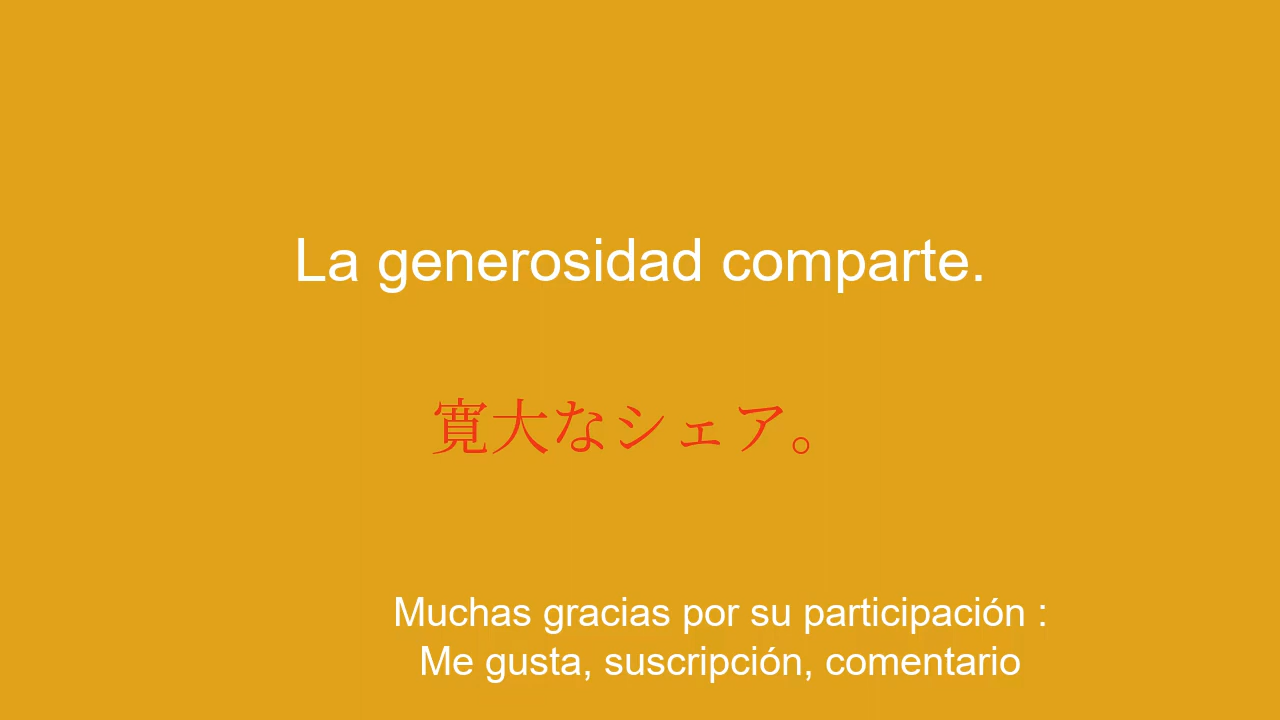 La generosidad comparte.
寛大なシェア。
Muchas gracias por su participación :
Me gusta, suscripción, comentario